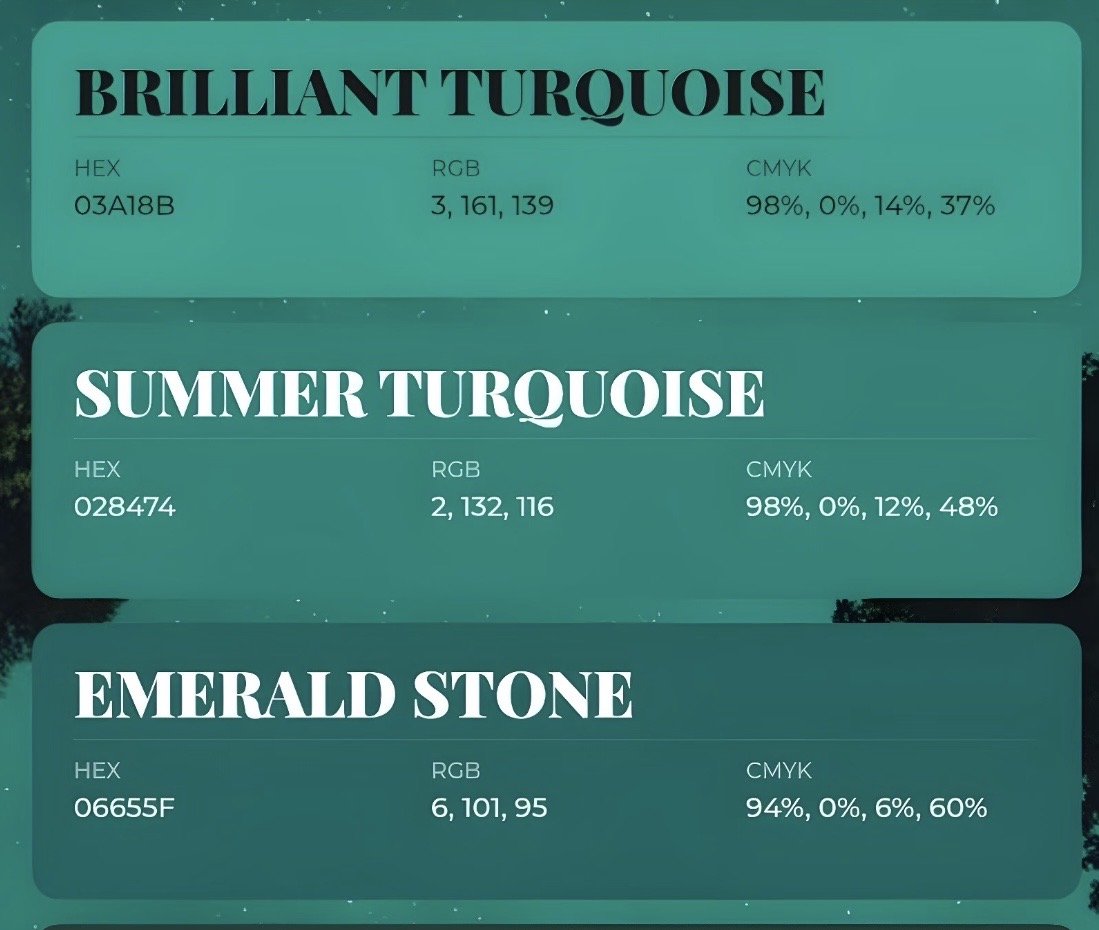 BRILLIANT TURQUOISE
HEX RGB CMYK
03A18B 3, 161, 139 98%, 0%, 14%, 37%
SUMMER TURQUOISE
HEX RGB CMYK
028474 2, 132, 116 98%, 0%, 12%, 48%
EMERALD STONE
HEX RGB CMYK
06655F 6, 101, 95 94%, 0%, 6%, 60%